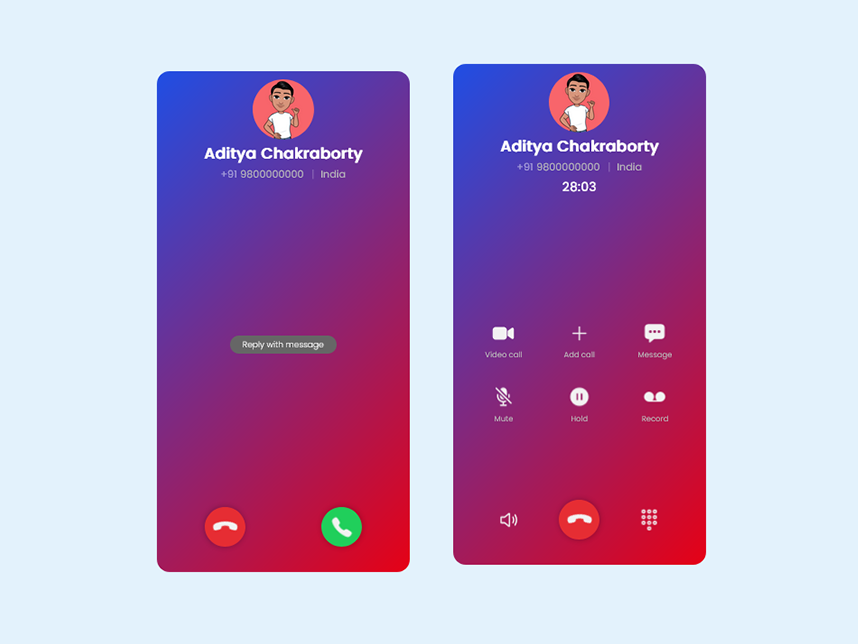 Aditya Chakraborty
+91 9800000000 | India
Reply with message
Aditya Chakraborty
+91 9800000000 | India
28:03
Video call Add call Message
Mute Hold Record